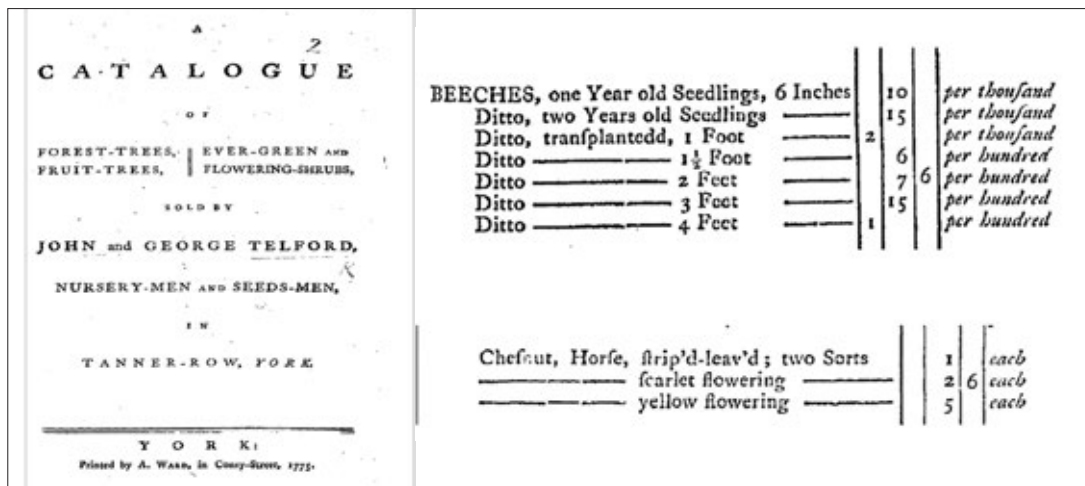 A
2
CATALOGUE
OF
FOREST-TREES, | EVER-GREEN AND
FRUIT-TREES, | FLOWERING-SHRUBS,
SOLD BY
JOHN and GEORGE TELFORD,
NURSERY-MEN AND SEEDS-MEN,
IN
TANNER-ROW, YORK.
YORK:
Printed by A. WARD, in Coney-Street, 1775.
BEECHES, one Year old Seedlings, 6 Inches | 10 | per thouſand
Ditto, two Years old Seedlings —— | 15 | per thouſand
Ditto, tranſplantedd, 1 Foot —— 2 | per thouſand
Ditto —— 1½ Foot —— | 6 | per hundred
Ditto —— 2 Feet —— | 7 | 6 | per hundred
Ditto —— 3 Feet —— | 15 | per hundred
Ditto —— 4 Feet —— 1 | per hundred
Cheſnut, Horſe, ſtrip'd-leav'd; two Sorts | 1 | each
—— ſcarlet flowering —— | 2 | 6 | each
—— yellow flowering —— | 5 | each